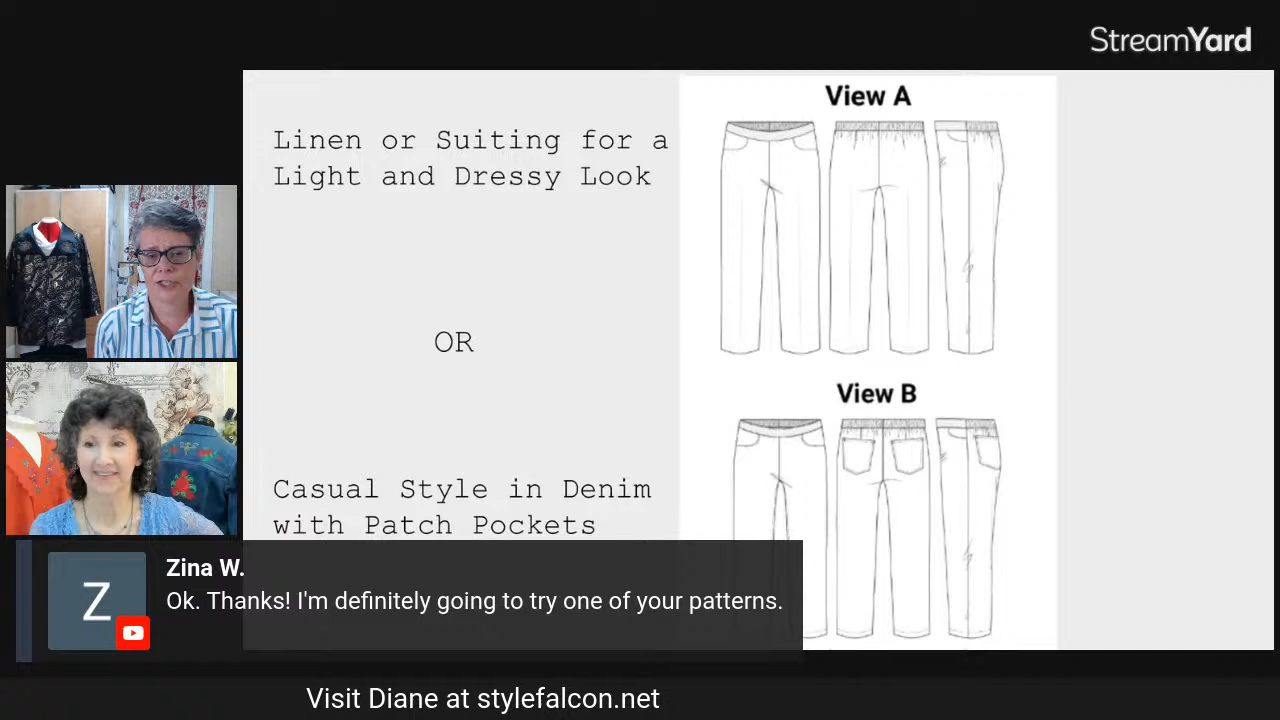 StreamYard
View A
Linen or Suiting for a
Light and Dressy Look
OR
View B
Casual Style in Denim
with Patch Pockets
Z
Zina W.
Ok. Thanks! I'm definitely going to try one of your patterns.
Visit Diane at stylefalcon.net